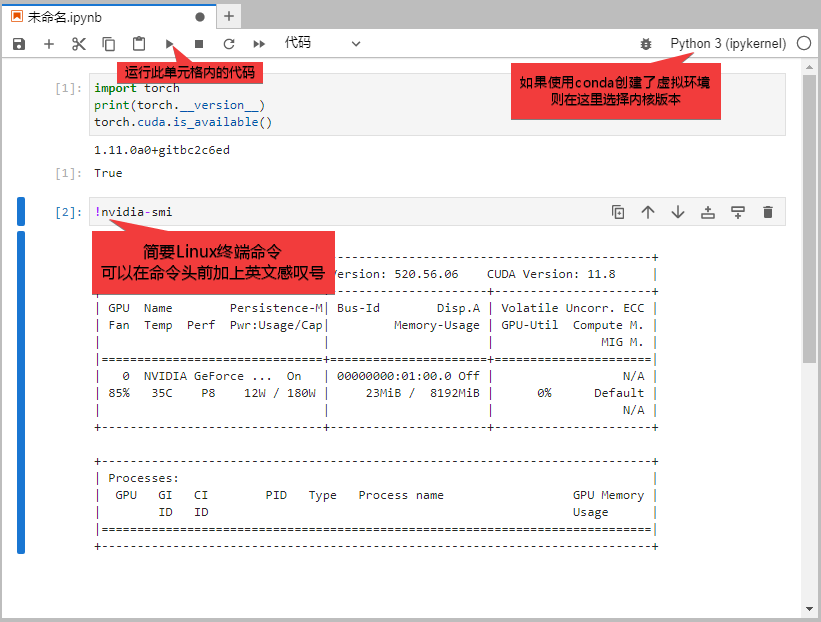 未命名.ipynb
代码
Python 3 (ipykernel)
运行此单元格内的代码
如果使用conda创建了虚拟环境
则在这里选择内核版本
[1]: import torch
print(torch.__version__)
torch.cuda.is_available()
1.11.0a0+gitbc2c6ed
[1]: True
[2]: !nvidia-smi
简要Linux终端命令
可以在命令头前加上英文感叹号
ersion: 520.56.06 CUDA Version: 11.8 |
| GPU Name Persistence-M| Bus-Id Disp.A | Volatile Uncorr. ECC |
| Fan Temp Perf Pwr:Usage/Cap| Memory-Usage | GPU-Util Compute M. |
| | | MIG M. |
|===============================+======================+======================|
| 0 NVIDIA GeForce ... On | 00000000:01:00.0 Off | N/A |
| 85% 35C P8 12W / 180W | 23MiB / 8192MiB | 0% Default |
| | | N/A |
+-------------------------------+----------------------+----------------------+
+-----------------------------------------------------------------------------+
| Processes: |
| GPU GI CI PID Type Process name GPU Memory |
| ID ID Usage |
|=============================================================================|
+-----------------------------------------------------------------------------+